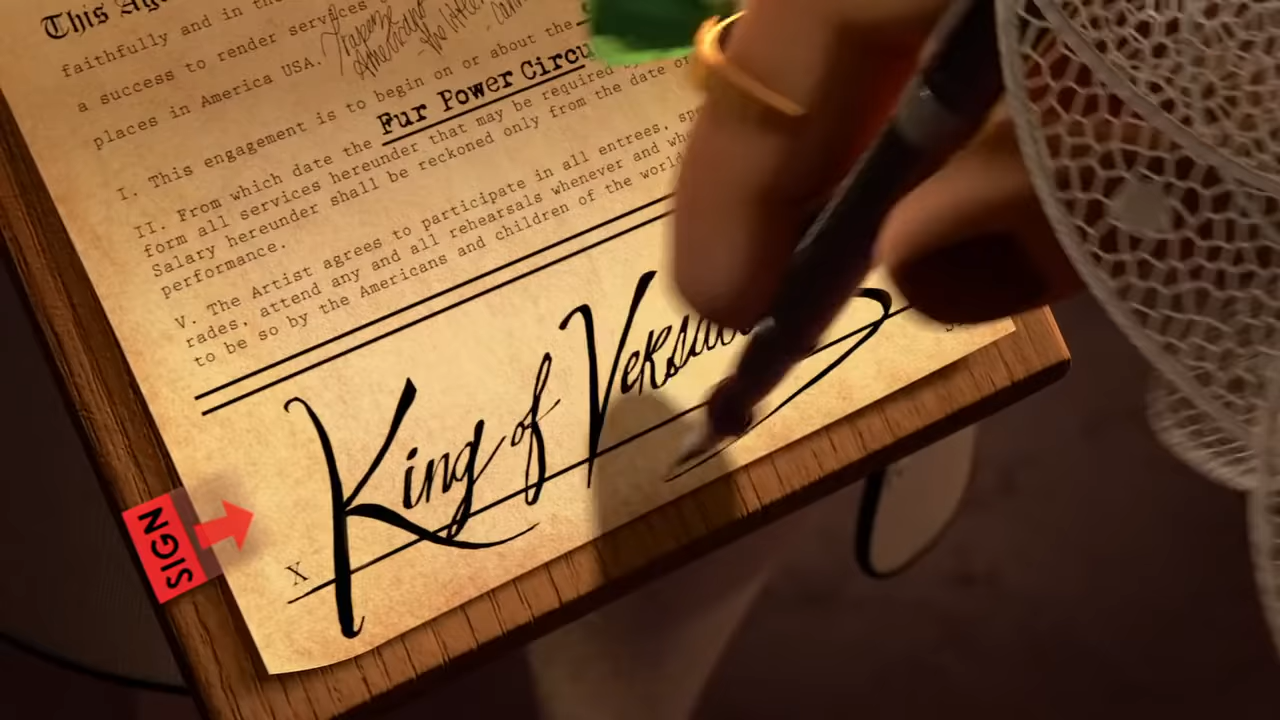 This Ag
faithfully and in the
a success to render services
places in America USA.
I. This engagement is to begin on or about the
II. From which date the Fur Power Circu
form all services hereunder that may be required
Salary hereunder shall be reckoned only from the date or
performance.
V. The Artist agrees to participate in all entrees, spe
rades, attend any and all rehearsals whenever and whe
to be so by the Americans and children of the world
King of Versa
X
SIGN